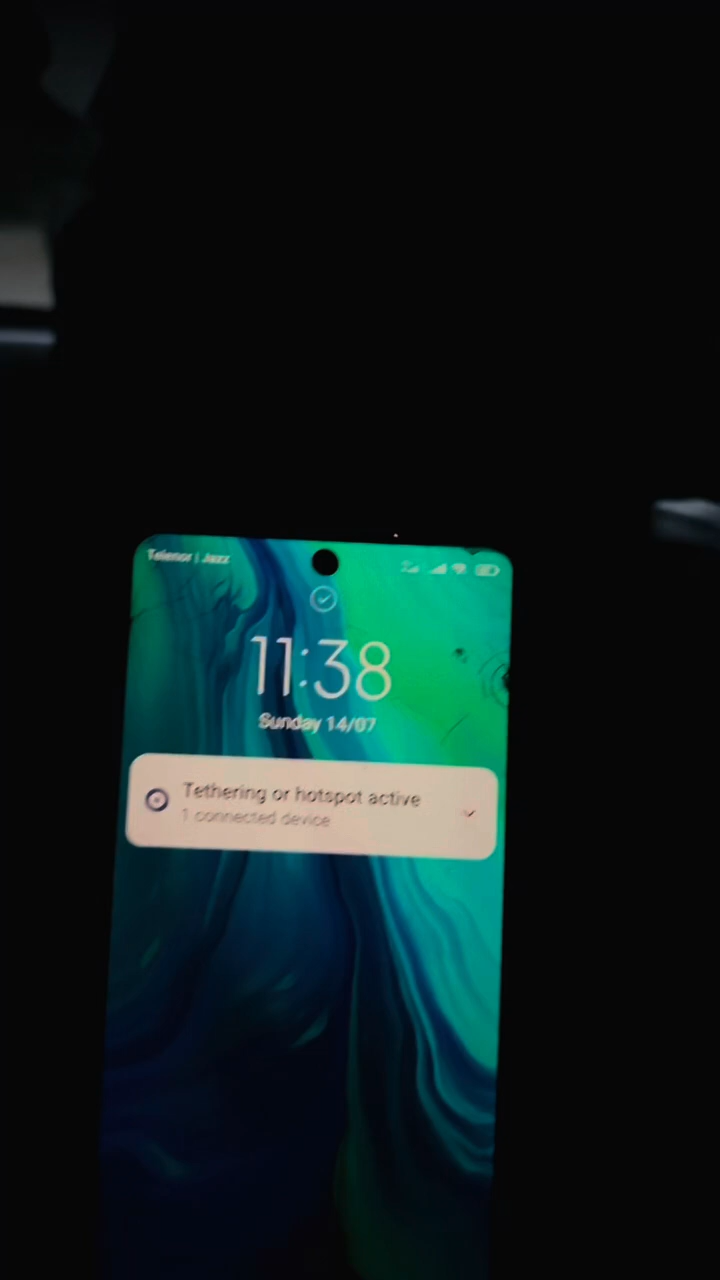 Telenor | Jazz
11:38
Sunday 14/07
Tethering or hotspot active
1 connected device